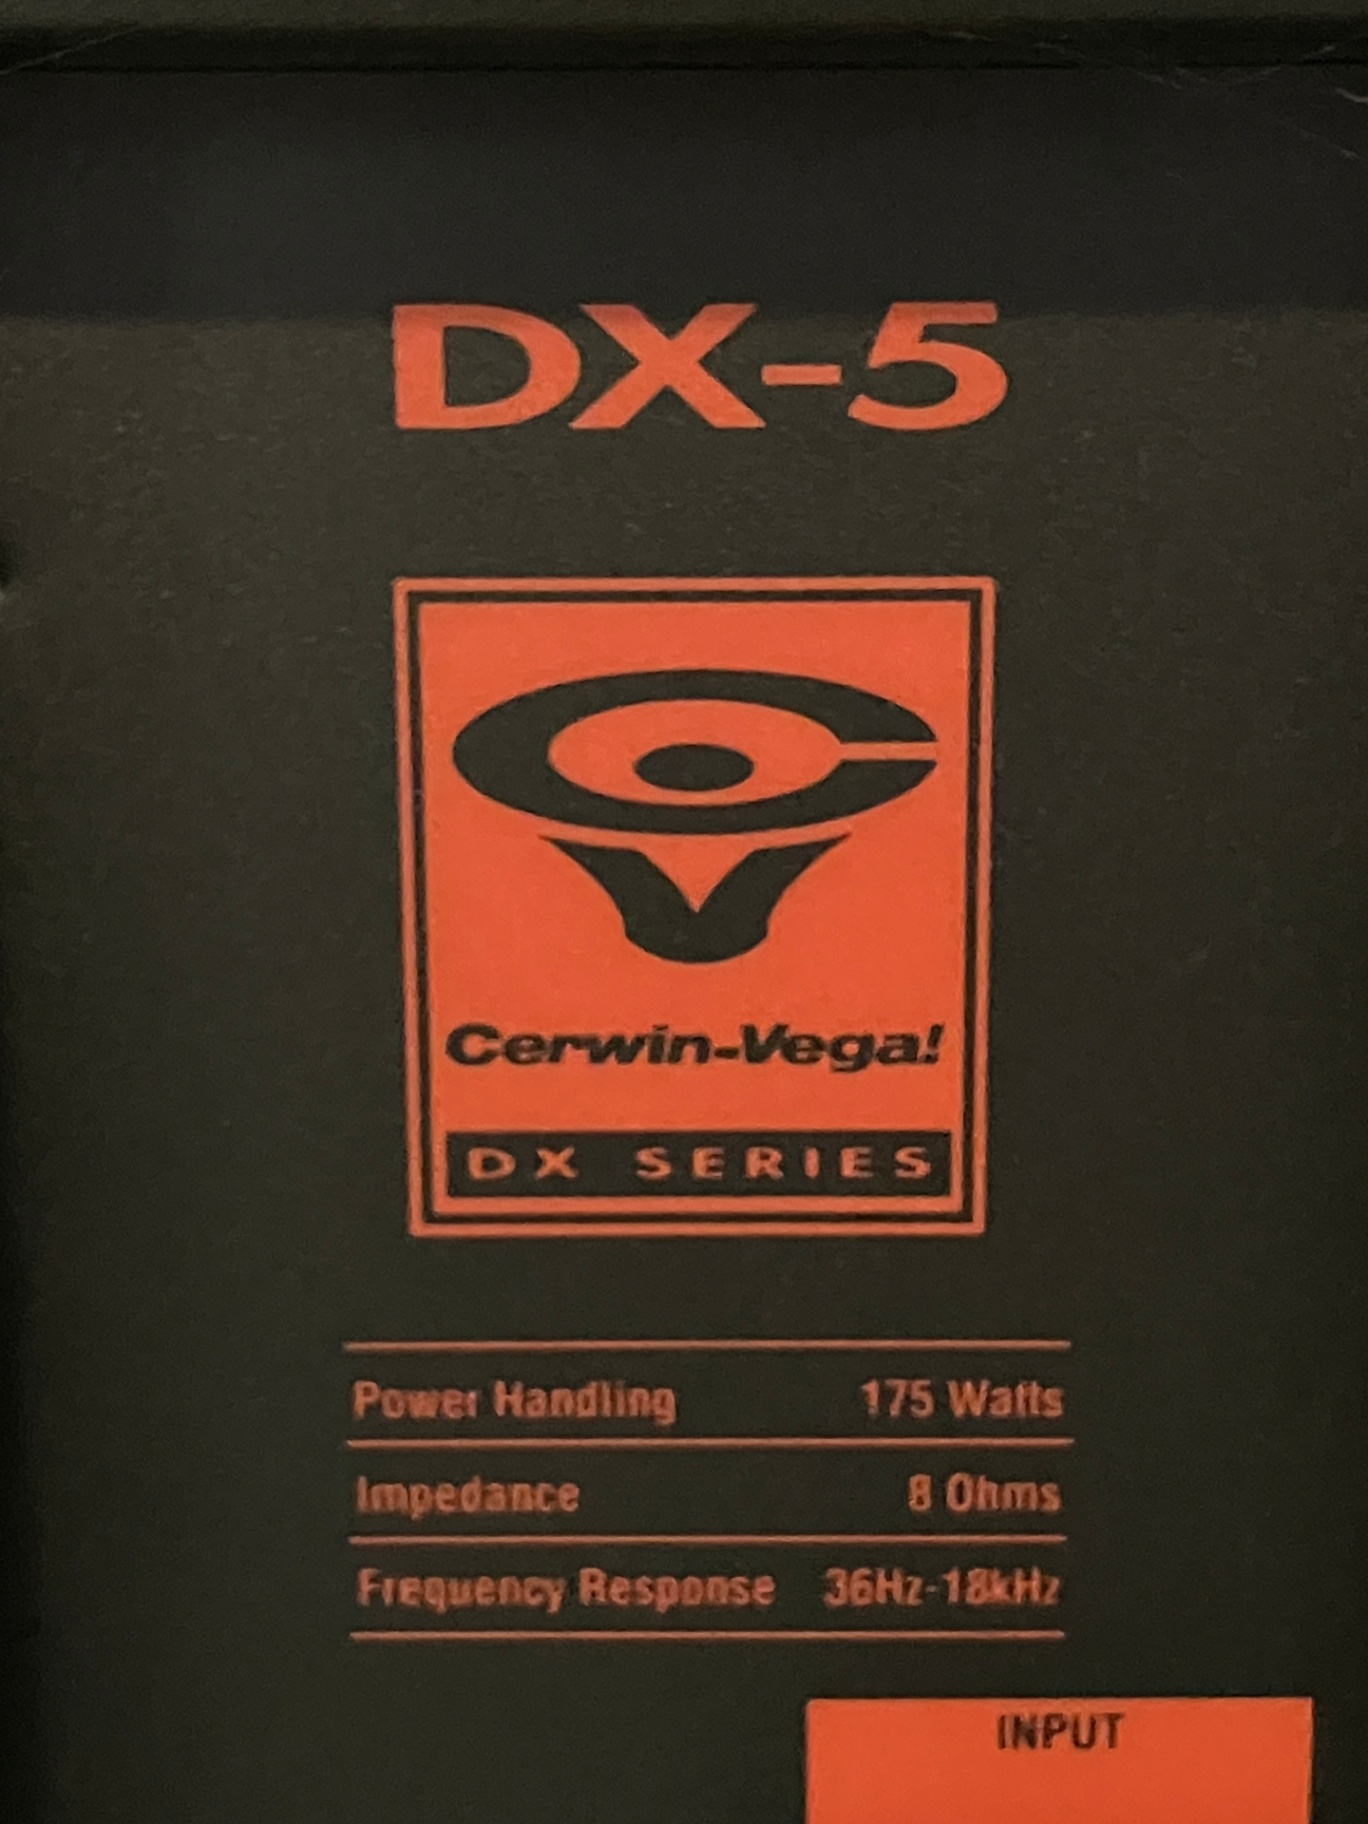 DX-5
Cerwin-Vega!
DX SERIES
Power Handling 175 Watts
Impedance 8 Ohms
Frequency Response 36Hz-18kHz
INPUT